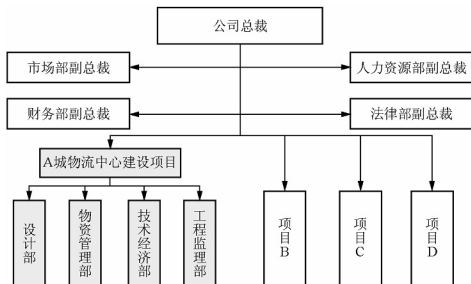 公司总裁
市场部副总裁
人力资源部副总裁
财务部副总裁
法律部副总裁
A城物流中心建设项目
设计部
物资管理部
技术经济部
工程监理部
项目B
项目C
项目D